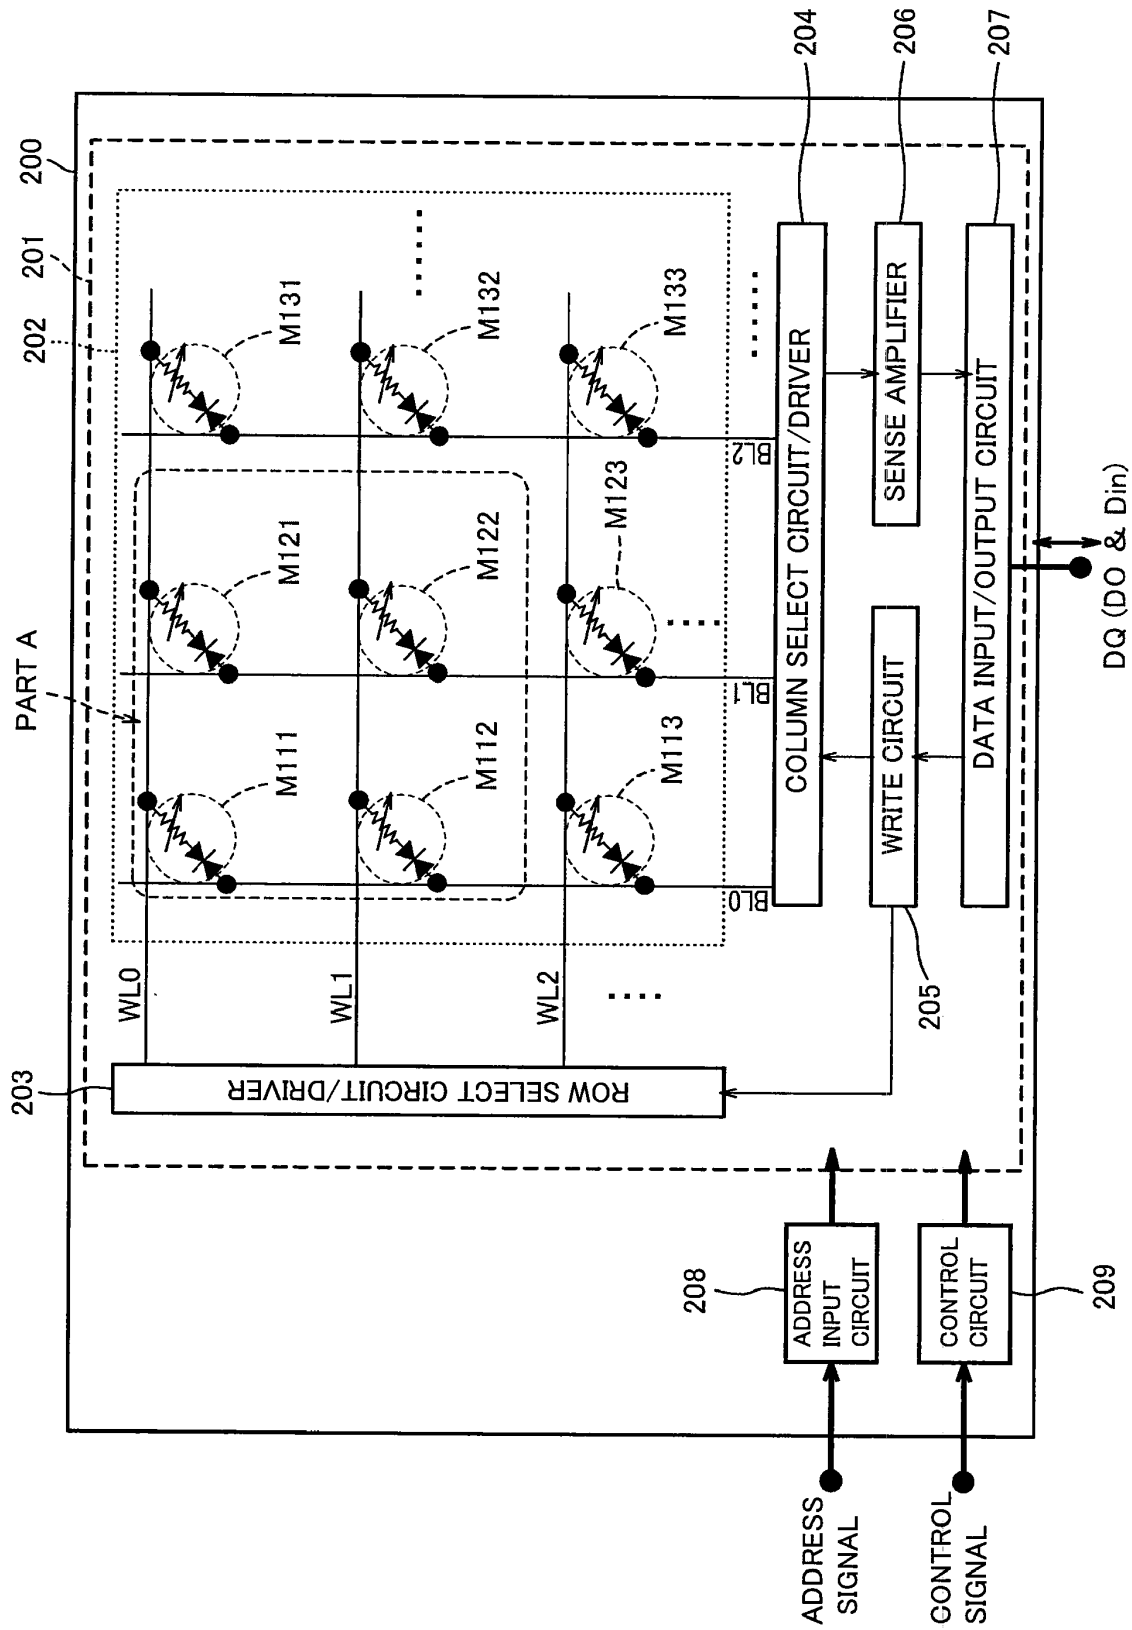 200
201
202
PART A
203
WL0
WL1
WL2
M111
M121
M131
M112
M122
M132
M113
M123
M133
BL0
BL1
BL2
ROW SELECT CIRCUIT/DRIVER
COLUMN SELECT CIRCUIT/DRIVER
204
WRITE CIRCUIT
205
SENSE AMPLIFIER
206
DATA INPUT/OUTPUT CIRCUIT
207
DQ (DO & Din)
208
ADDRESS
INPUT
CIRCUIT
CONTROL
CIRCUIT
209
ADDRESS
SIGNAL
CONTROL
SIGNAL